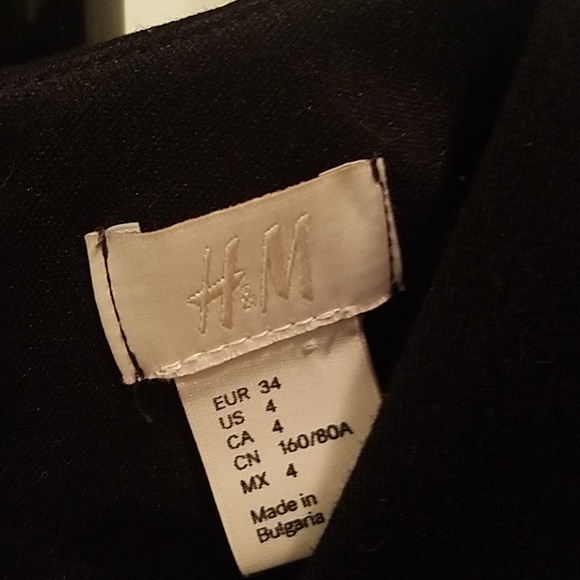 H&M
EUR 34
US 4
CA 4
CN 160/80A
MX 4
Made in
Bulgaria